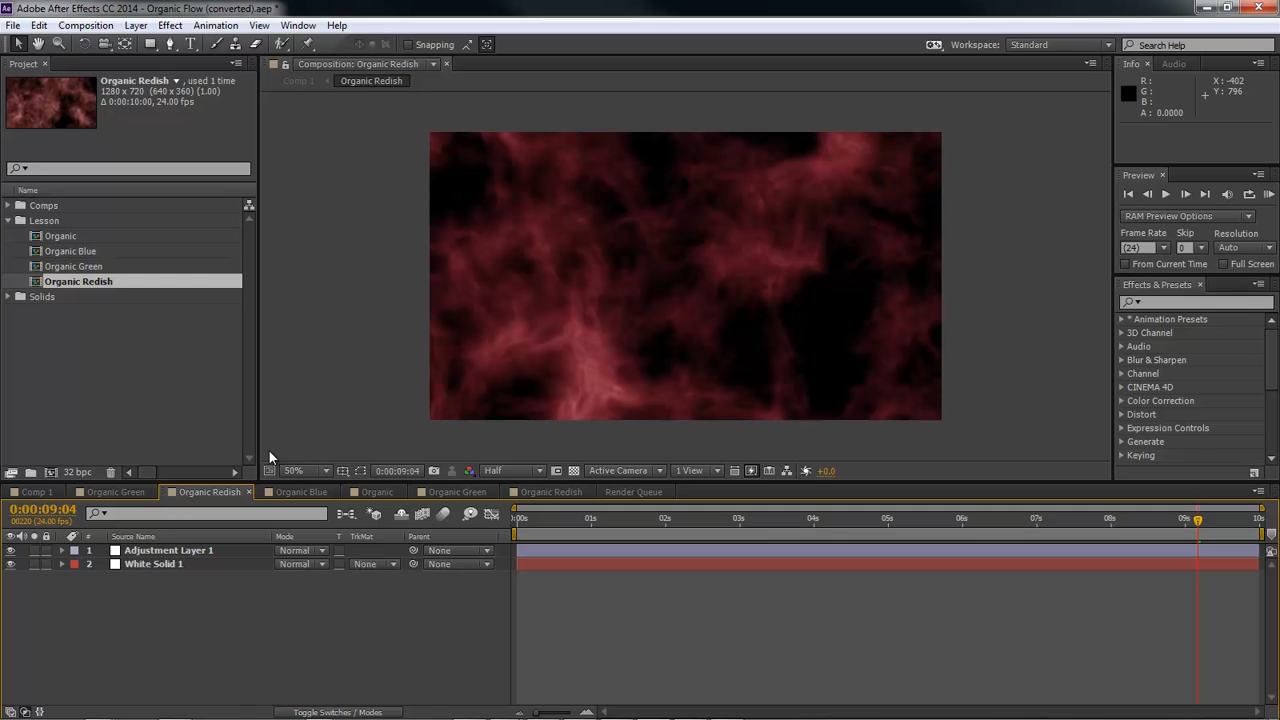 Adobe After Effects CC 2014 - Organic Flow (converted).aep *
File Edit Composition Layer Effect Animation View Window Help
Snapping
Workspace: Standard
Search Help
Project
Organic Redish, used 1 time
1280 x 720 (640 x 360) (1.00)
Δ 0:00:10:00, 24.00 fps
Name
Comps
Lesson
Organic
Organic Blue
Organic Green
Organic Redish
Solids
32 bpc
Composition: Organic Redish
Comp 1
Organic Redish
50%
0:00:09:04
Half
Active Camera
1 View
+0.0
Info
Audio
R :
G :
B :
A : 0.0000
X : -402
Y : 796
Preview
RAM Preview Options
Frame Rate Skip Resolution
(24) 0 Auto
From Current Time Full Screen
Effects & Presets
* Animation Presets
3D Channel
Audio
Blur & Sharpen
Channel
CINEMA 4D
Color Correction
Distort
Expression Controls
Generate
Keying
Comp 1 Organic Green Organic Redish Organic Blue Organic Organic Green Organic Redish Render Queue
0:00:09:04
00220 (24.00 fps)
:00s 01s 02s 03s 04s 05s 06s 07s 08s 09s 10s
# Source Name Mode T TrkMat Parent
1 Adjustment Layer 1 Normal None
2 White Solid 1 Normal None None
Toggle Switches / Modes